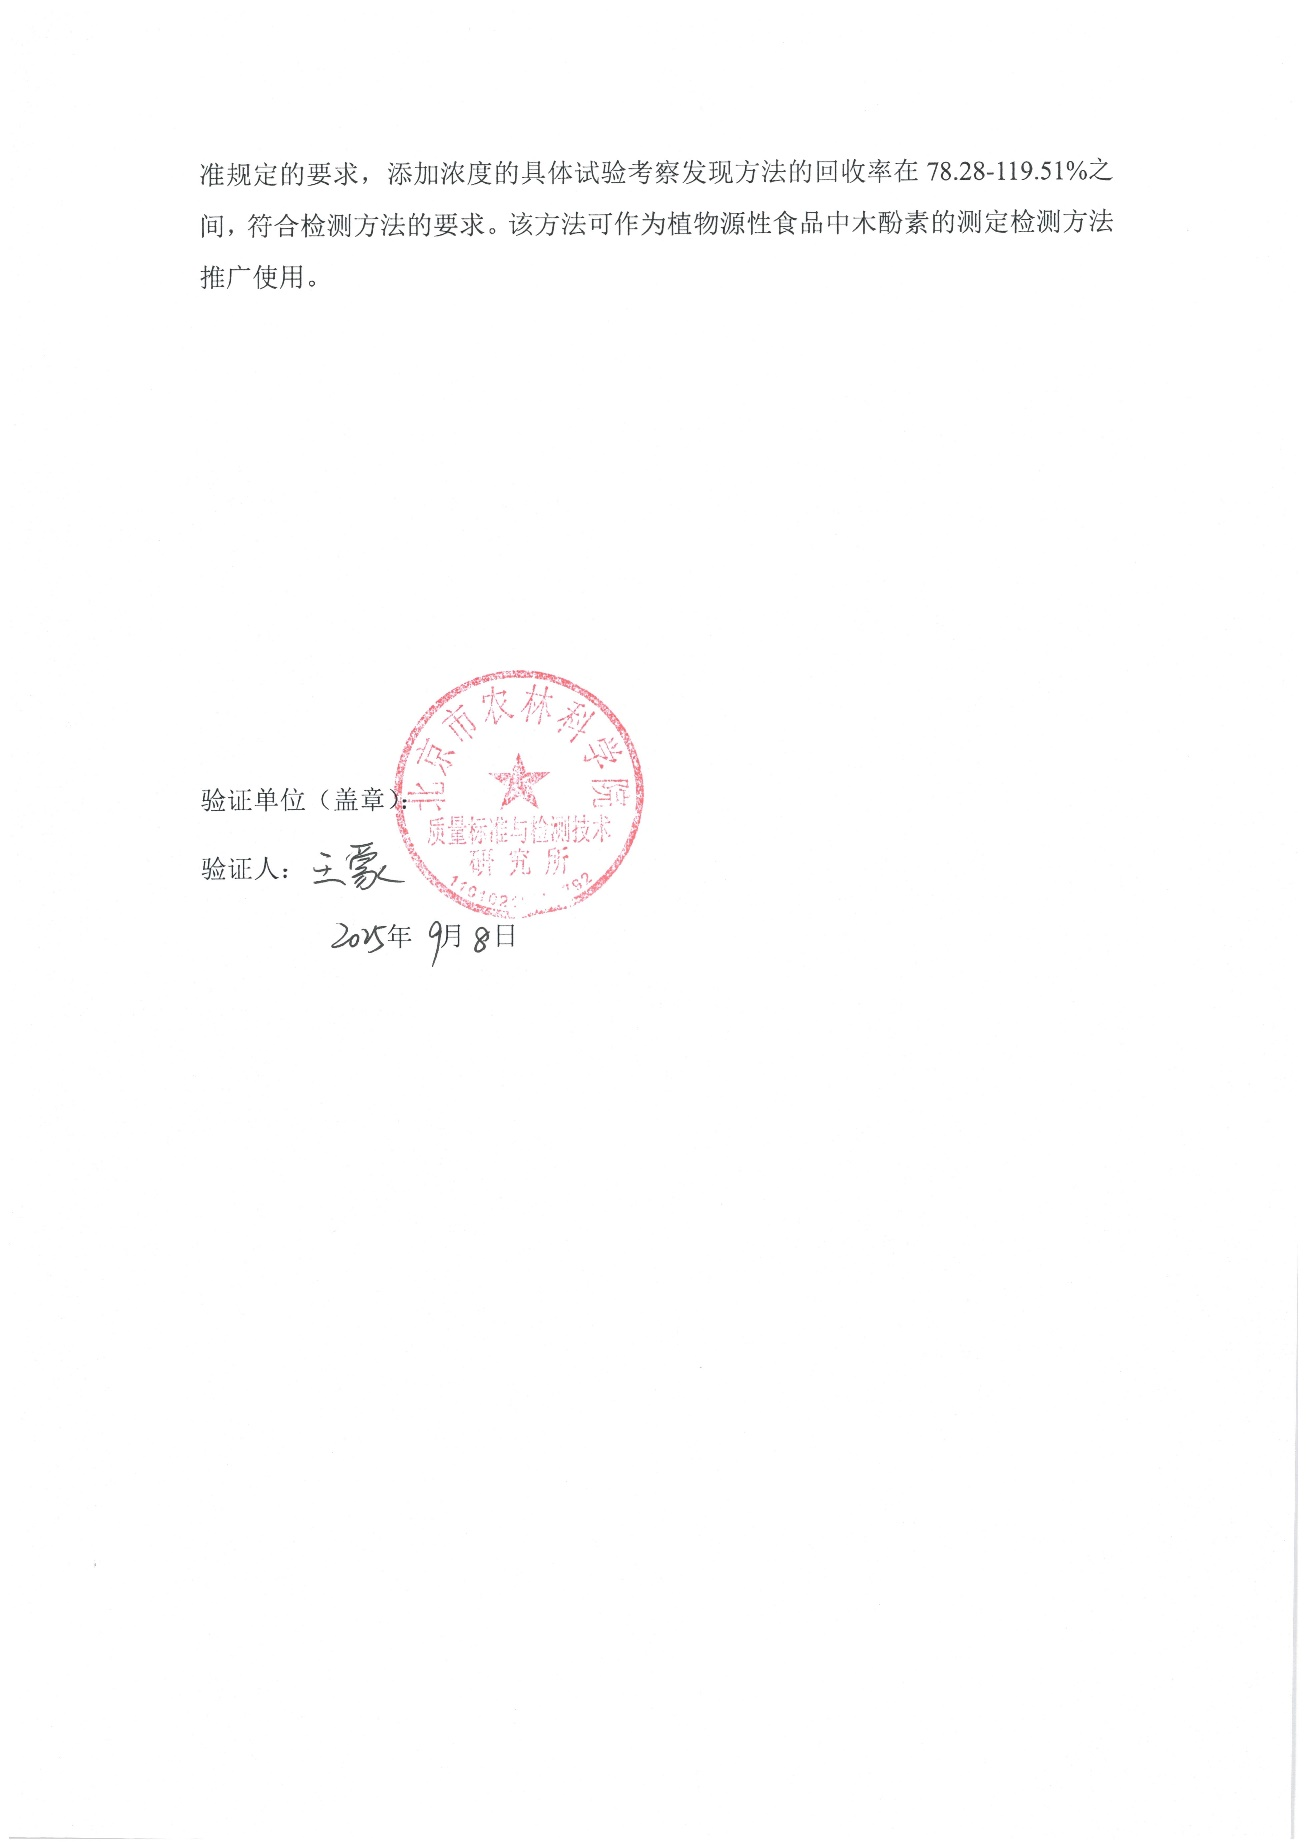 准规定的要求，添加浓度的具体试验考察发现方法的回收率在 78.28-119.51%之
间，符合检测方法的要求。该方法可作为植物源性食品中木酚素的测定检测方法
推广使用。
北京市农林科学院
质量标准与检测技术
研究所
验证单位（盖章）：
验证人：王蒙
2025年 9月 8日